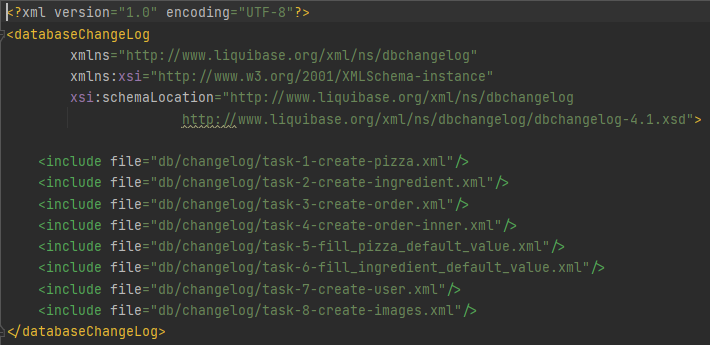 <?xml version="1.0" encoding="UTF-8"?>
<databaseChangeLog
xmlns="http://www.liquibase.org/xml/ns/dbchangelog"
xmlns:xsi="http://www.w3.org/2001/XMLSchema-instance"
xsi:schemaLocation="http://www.liquibase.org/xml/ns/dbchangelog
http://www.liquibase.org/xml/ns/dbchangelog/dbchangelog-4.1.xsd">
<include file="db/changelog/task-1-create-pizza.xml"/>
<include file="db/changelog/task-2-create-ingredient.xml"/>
<include file="db/changelog/task-3-create-order.xml"/>
<include file="db/changelog/task-4-create-order-inner.xml"/>
<include file="db/changelog/task-5-fill_pizza_default_value.xml"/>
<include file="db/changelog/task-6-fill_ingredient_default_value.xml"/>
<include file="db/changelog/task-7-create-user.xml"/>
<include file="db/changelog/task-8-create-images.xml"/>
</databaseChangeLog>